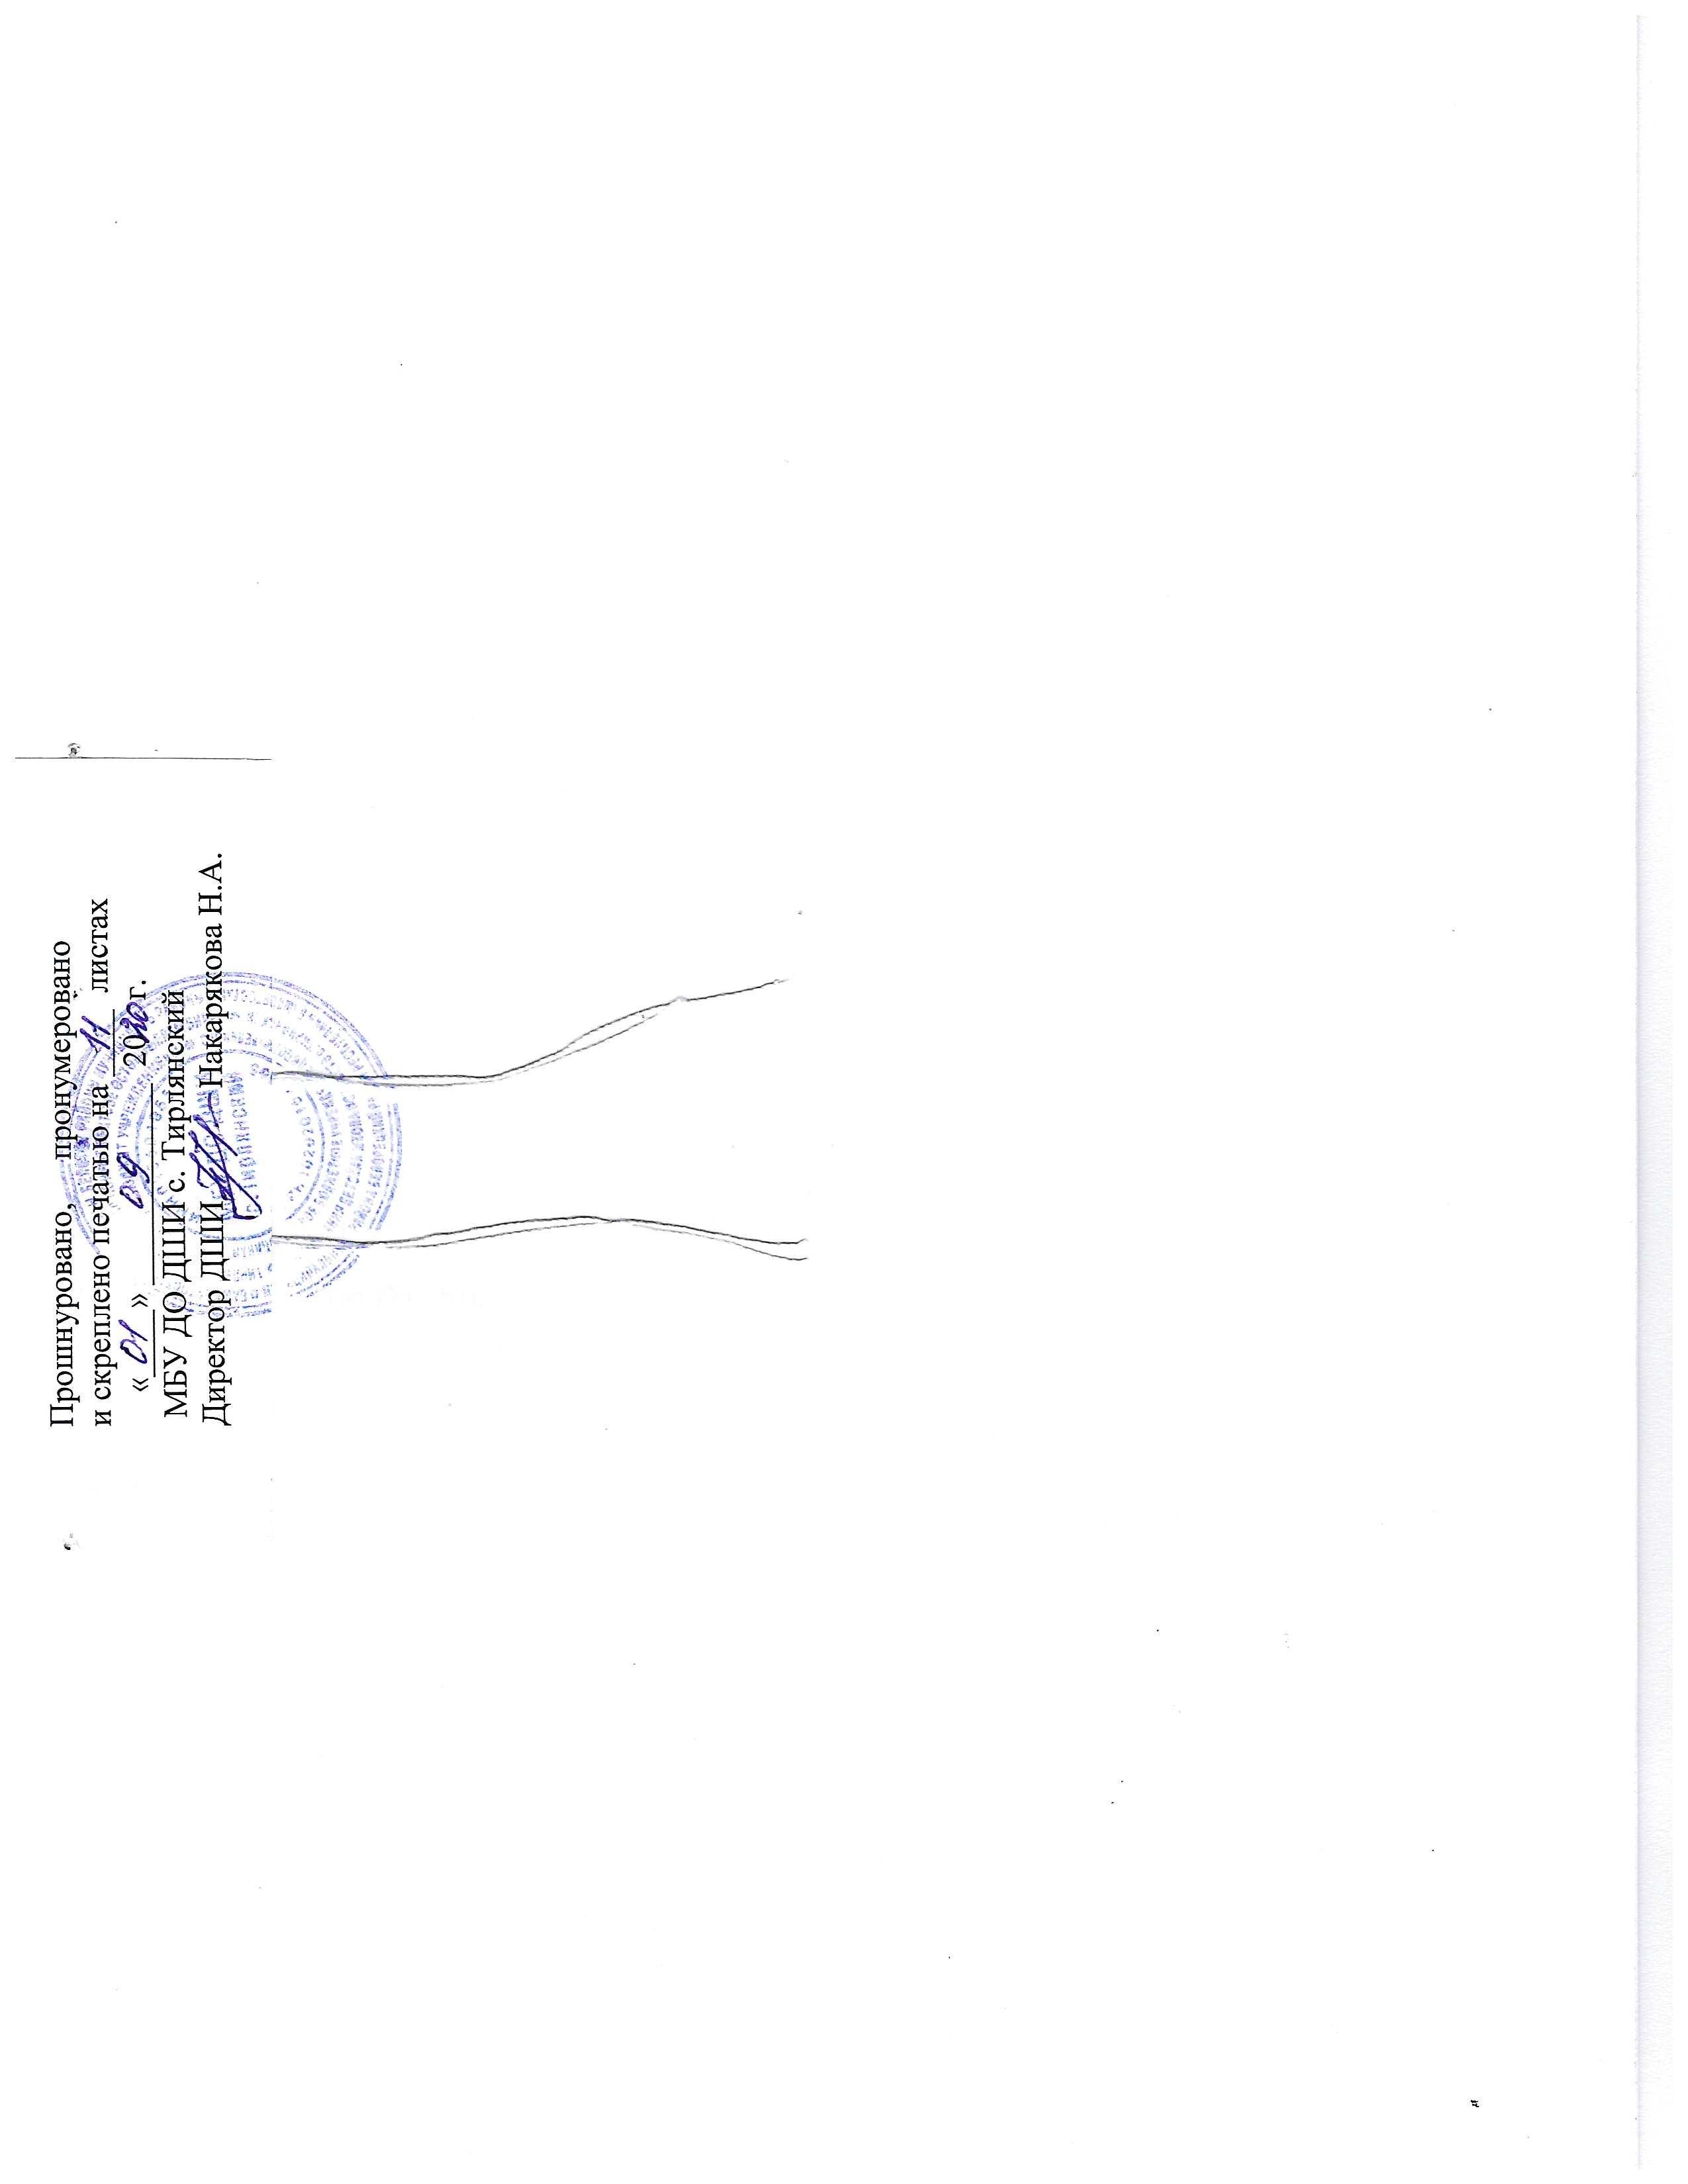 Прошнуровано, пронумеровано
и скреплено печатью на 11 листах
« 01 » 09 2020 г.
МБУ ДО ДШИ с. Тирлянский
Директор ДШИ Накарякова Н.А.